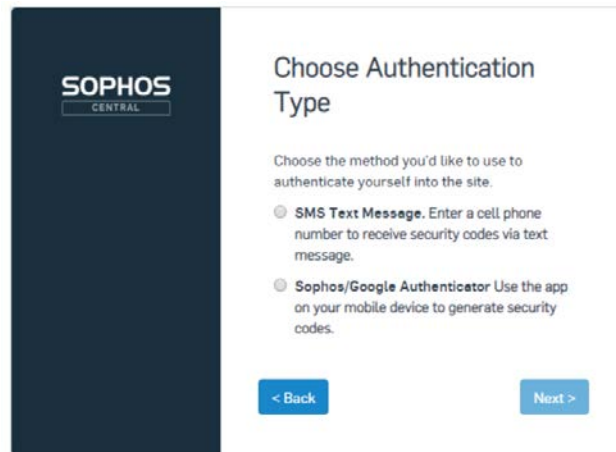 SOPHOS
CENTRAL
Choose Authentication
Type
Choose the method you'd like to use to
authenticate yourself into the site.
SMS Text Message. Enter a cell phone
number to receive security codes via text
message.
Sophos/Google Authenticator Use the app
on your mobile device to generate security
codes.
< Back
Next >